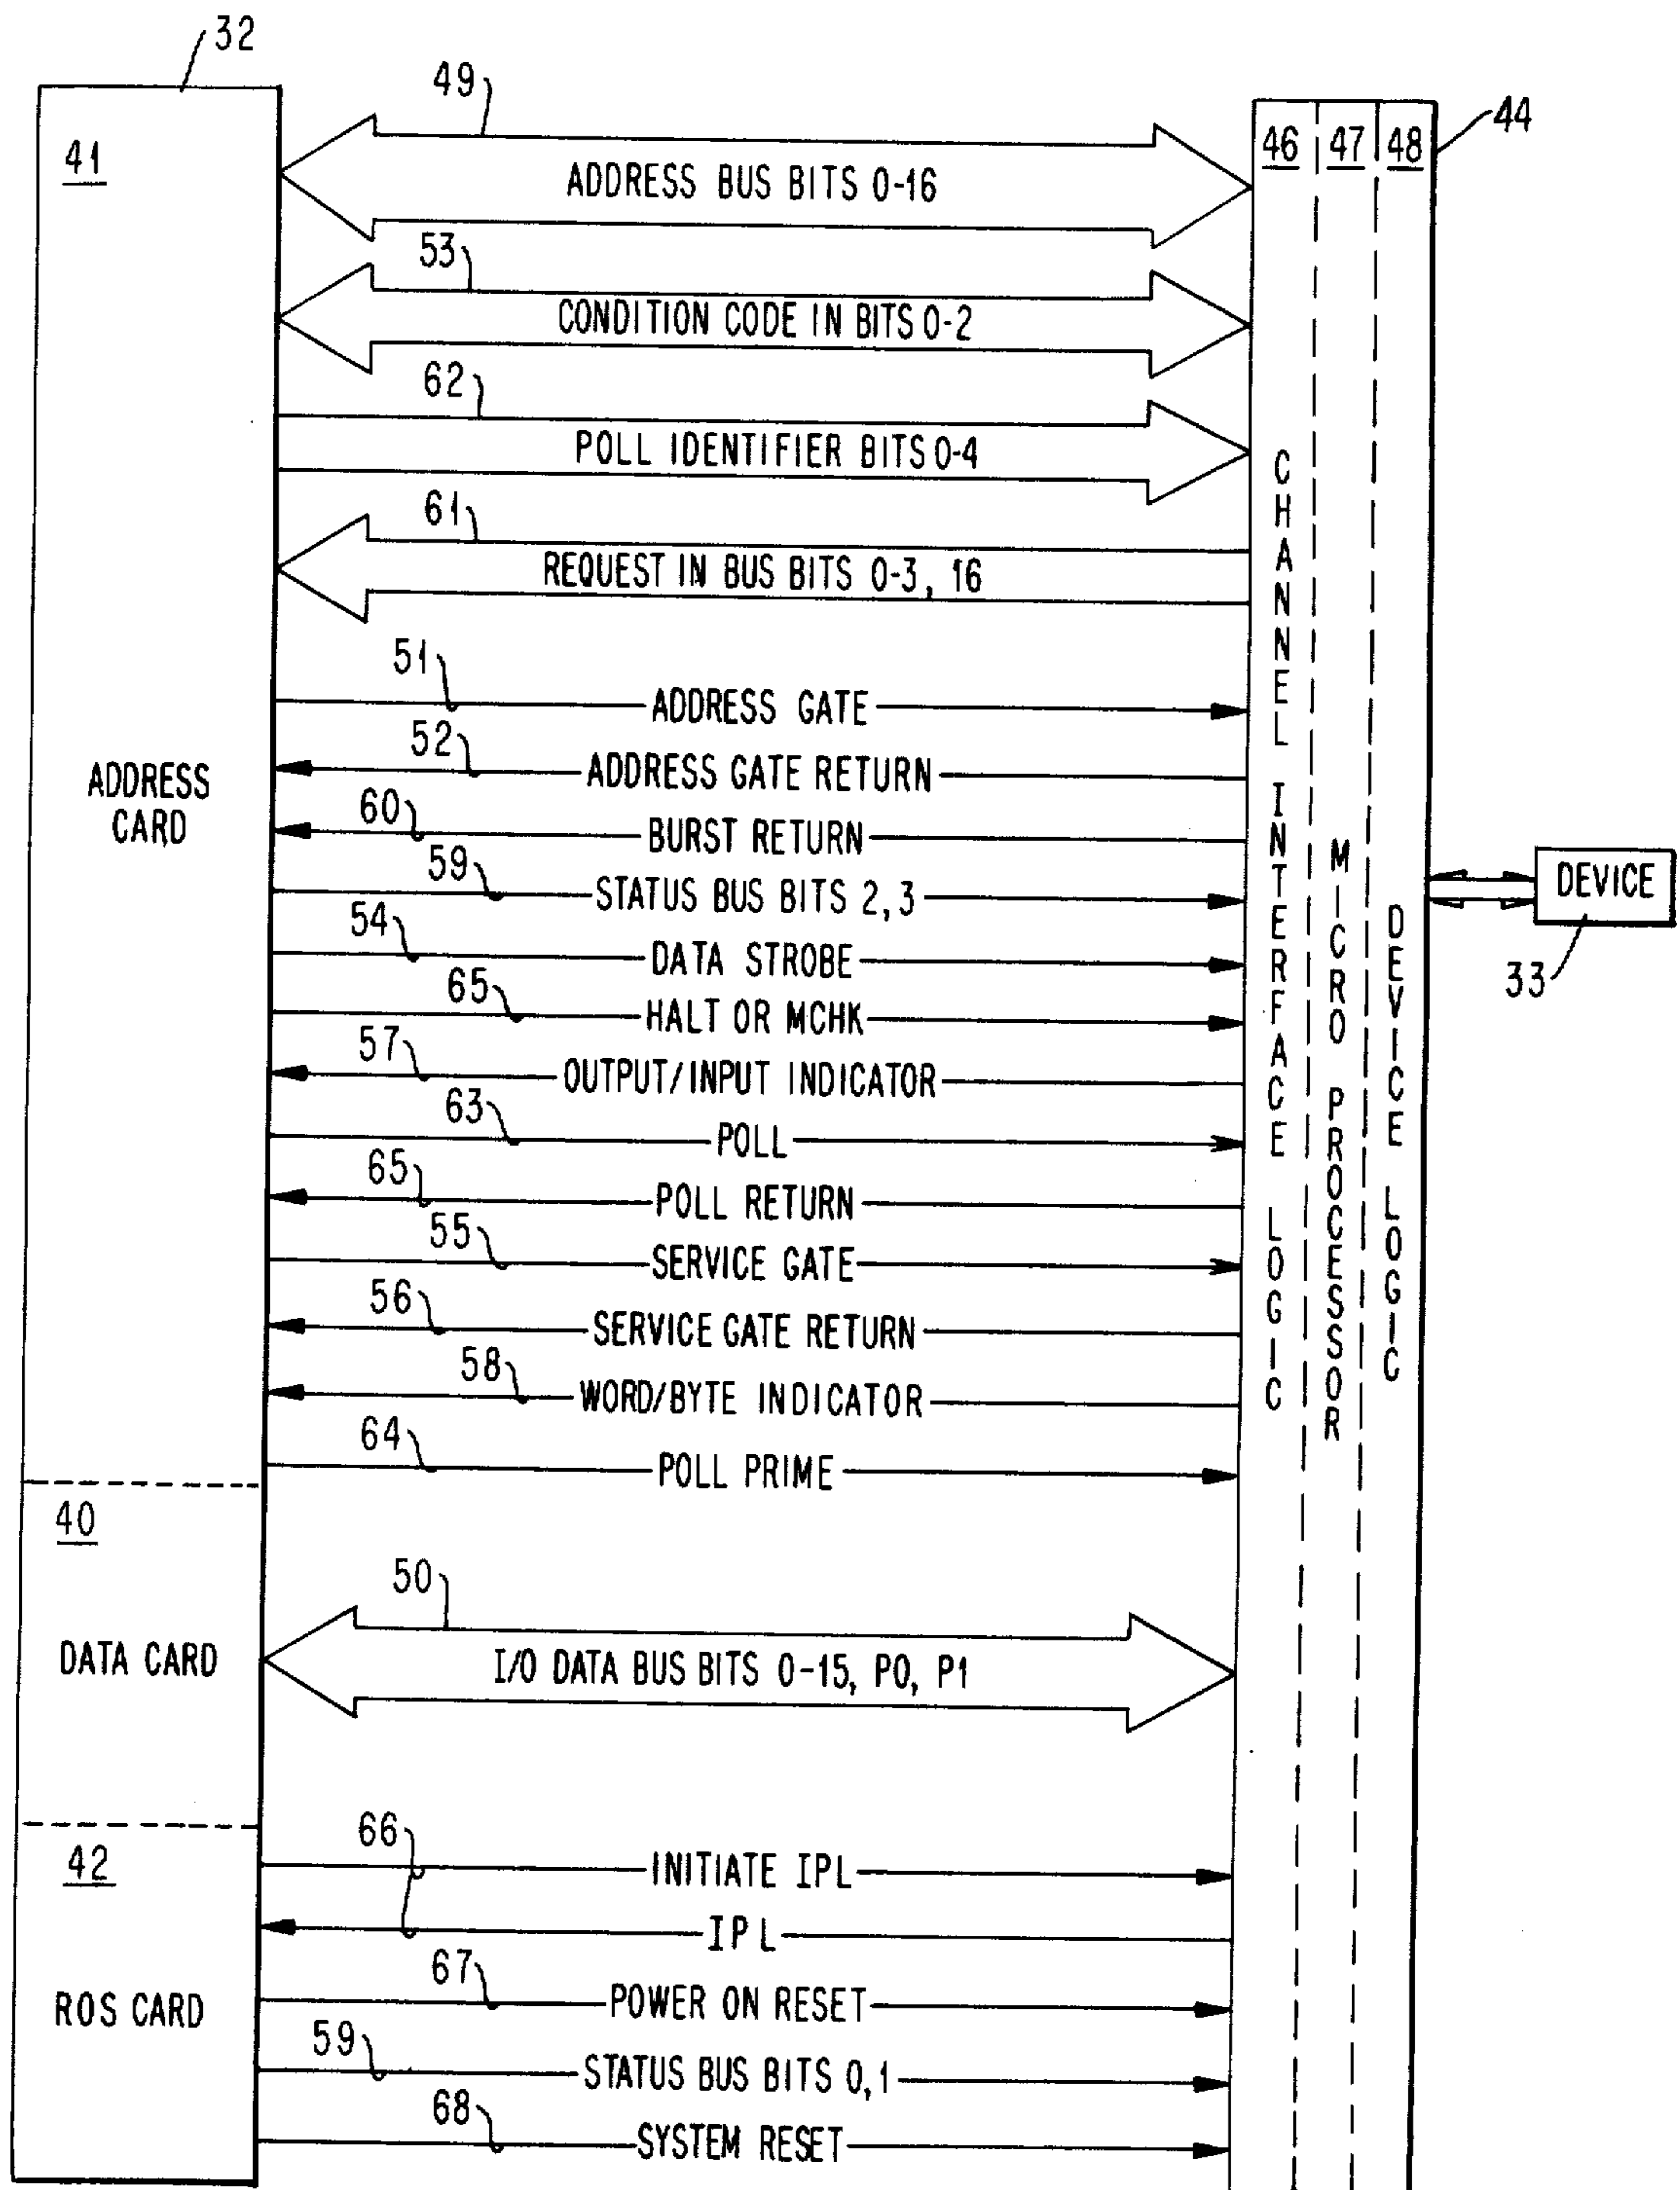 32
41
49
ADDRESS BUS BITS 0-16
46 47 48
44
53
CONDITION CODE IN BITS 0-2
62
POLL IDENTIFIER BITS 0-4
61
REQUEST IN BUS BITS 0-3, 16
51
ADDRESS GATE
52
ADDRESS GATE RETURN
ADDRESS
CARD
60
BURST RETURN
59
STATUS BUS BITS 2,3
54
DATA STROBE
65
HALT OR MCHK
57
OUTPUT/INPUT INDICATOR
63
POLL
65
POLL RETURN
55
SERVICE GATE
56
SERVICE GATE RETURN
58
WORD/BYTE INDICATOR
64
POLL PRIME
CHANNEL INTERFACE LOGIC
MICRO PROCESSOR
DEVICE LOGIC
DEVICE
33
40
DATA CARD
50
I/O DATA BUS BITS 0-15, P0, P1
42
ROS CARD
66
INITIATE IPL
IPL
67
POWER ON RESET
59
STATUS BUS BITS 0,1
68
SYSTEM RESET